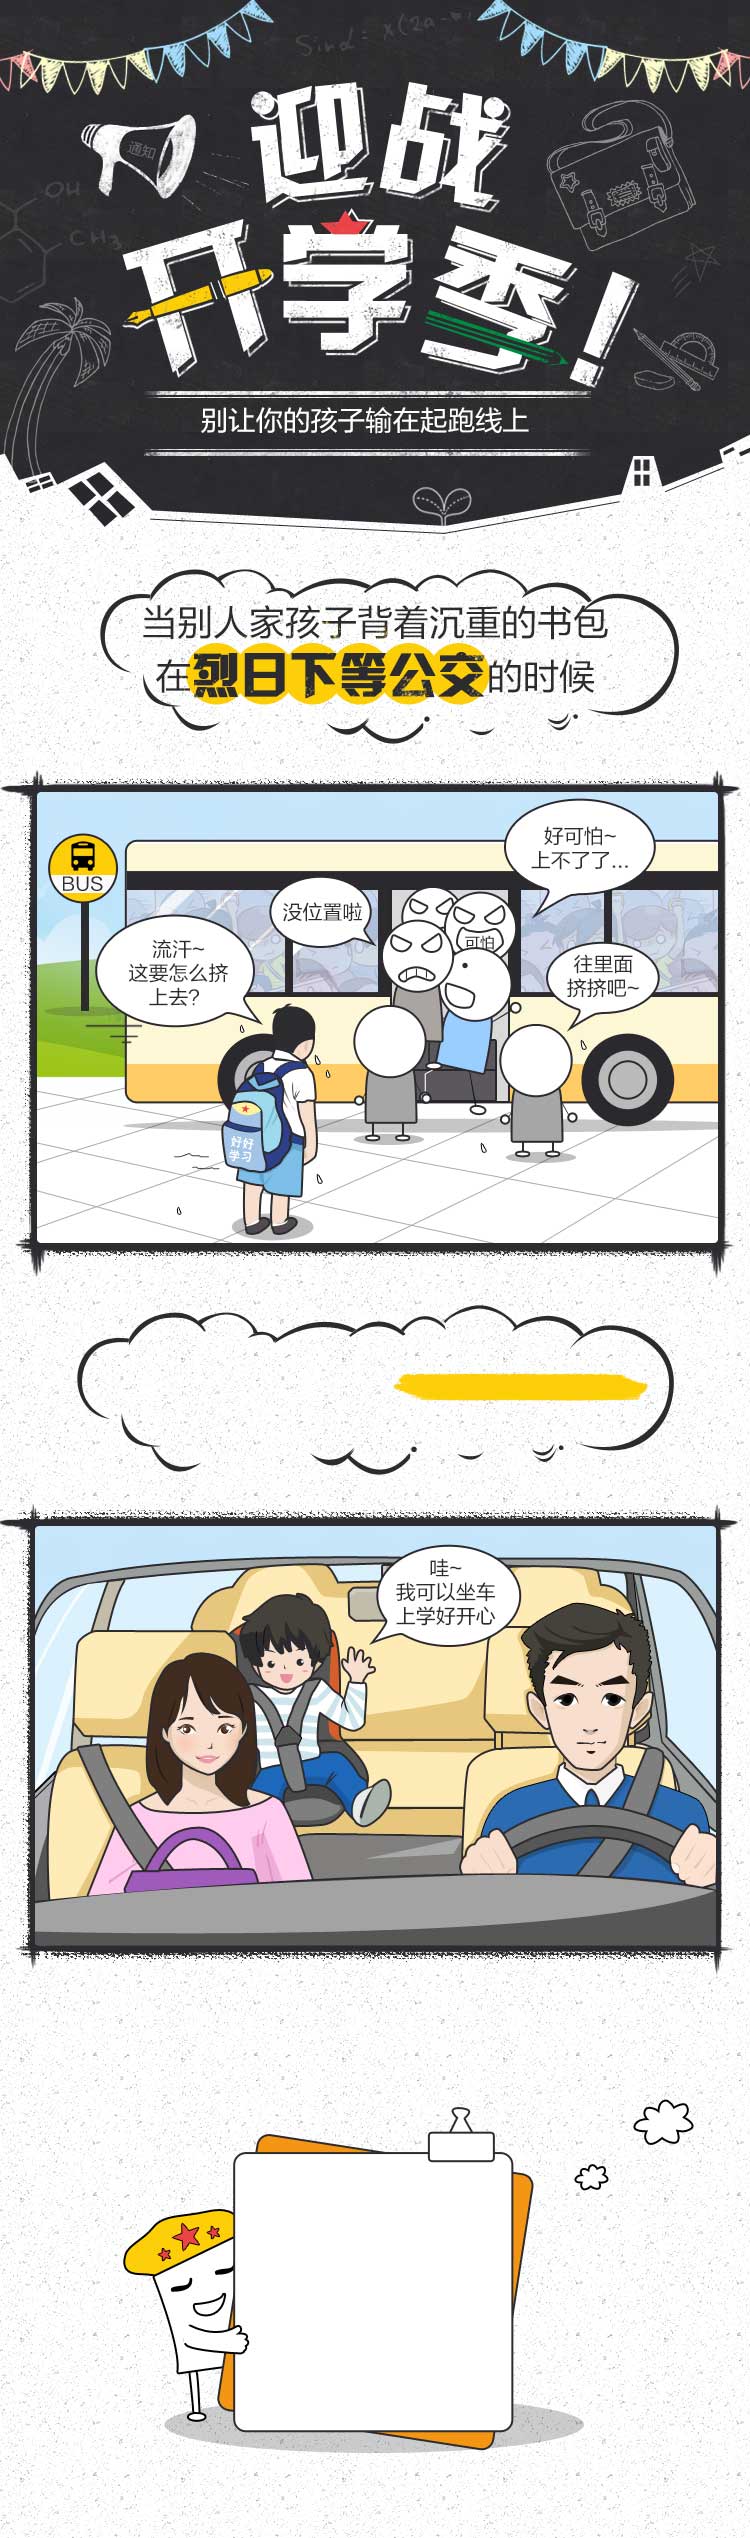 Sind = x(2a-
迎战
通知
OH
CH3
开学季!
别让你的孩子输在起跑线上
当别人家孩子背着沉重的书包
在烈日下等公交的时候
好可怕~
上不了了...
BUS
没位置啦
可怕
流汗~
这要怎么挤
上去?
往里面
挤挤吧~
好好
学习
哇~
我可以坐车
上学好开心